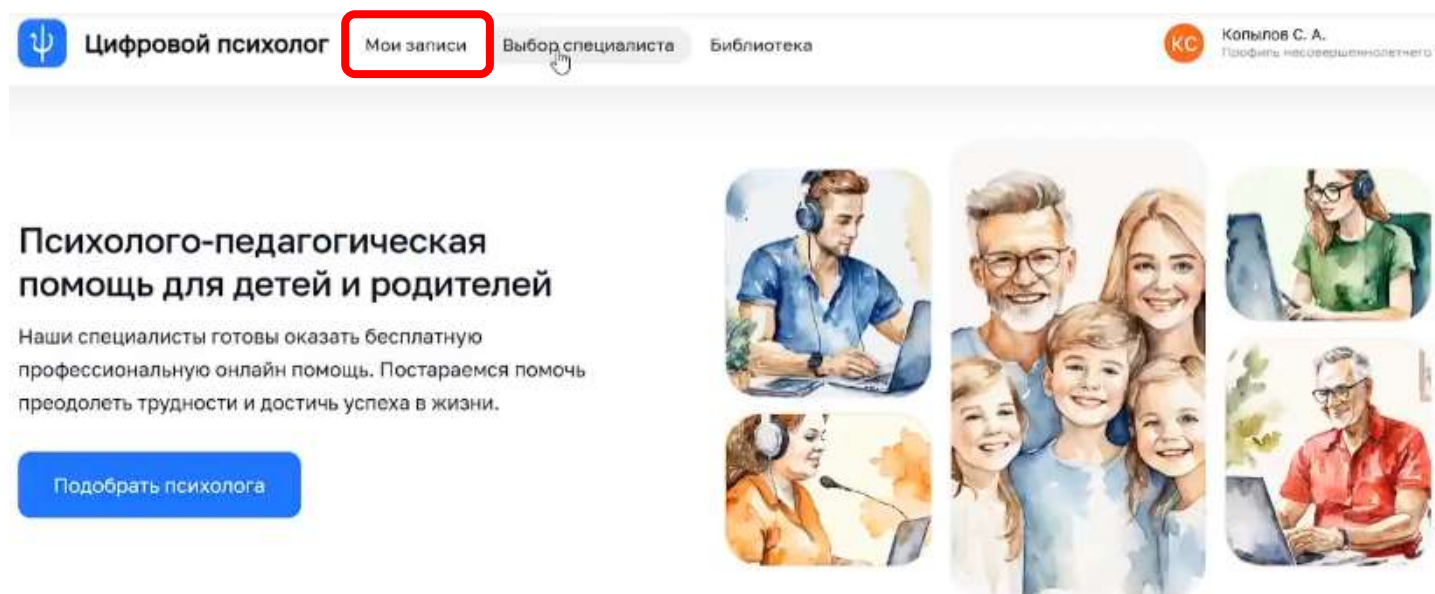 ψ Цифровой психолог Мои записи Выбор специалиста Библиотека КС Копылов С. А.
Профиль несовершеннолетнего
Психолого-педагогическая
помощь для детей и родителей
Наши специалисты готовы оказать бесплатную
профессиональную онлайн помощь. Постараемся помочь
преодолеть трудности и достичь успеха в жизни.
Подобрать психолога